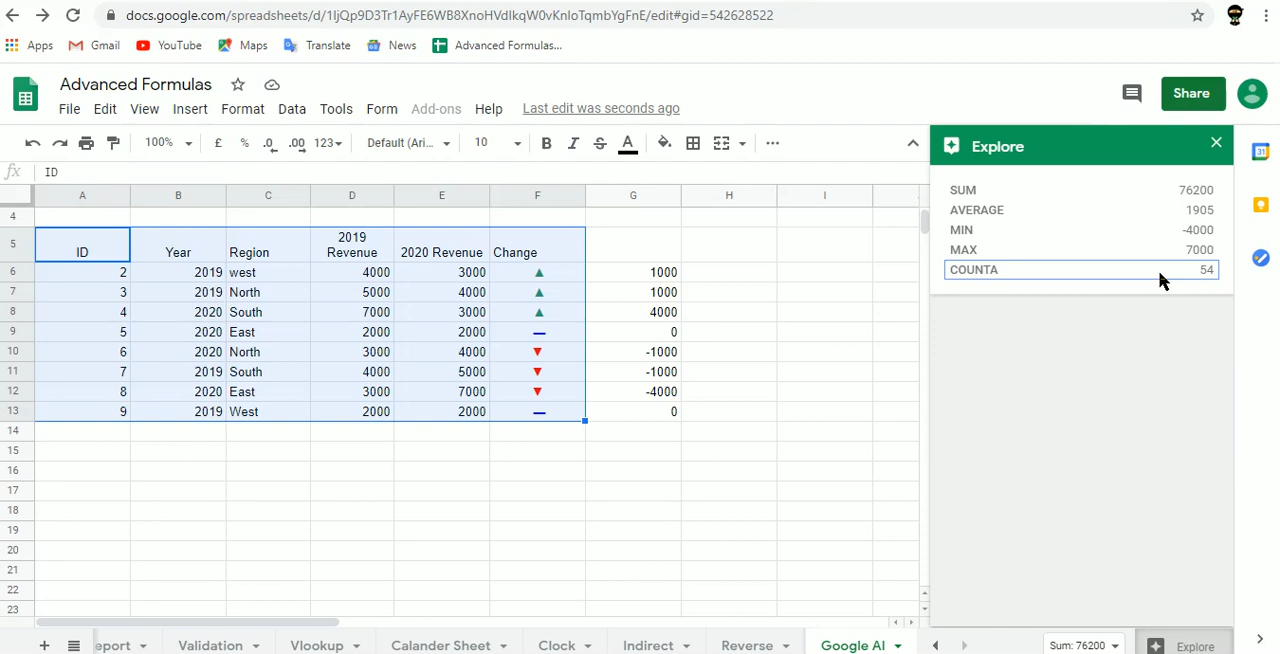 docs.google.com/spreadsheets/d/1ljQp9D3Tr1AyFE6WB8XnoHVdlkqW0vKnloTqmbYgFnE/edit#gid=542628522
Apps Gmail YouTube Maps Translate News Advanced Formulas...
Advanced Formulas
File Edit View Insert Format Data Tools Form Add-ons Help Last edit was seconds ago
Share
100% £ % .0 .00 123 Default (Ari... 10 B I S A
fx ID
A B C D E F G H I
4
5 ID Year Region 2019 Revenue 2020 Revenue Change
6 2 2019 west 4000 3000 ▲ 1000
7 3 2019 North 5000 4000 ▲ 1000
8 4 2020 South 7000 3000 ▲ 4000
9 5 2020 East 2000 2000 — 0
10 6 2020 North 3000 4000 ▼ -1000
11 7 2019 South 4000 5000 ▼ -1000
12 8 2020 East 3000 7000 ▼ -4000
13 9 2019 West 2000 2000 — 0
14
15
16
17
18
19
20
21
22
23
Explore
SUM 76200
AVERAGE 1905
MIN -4000
MAX 7000
COUNTA 54
31
eport Validation Vlookup Calander Sheet Clock Indirect Reverse Google AI Sum: 76200 Explore